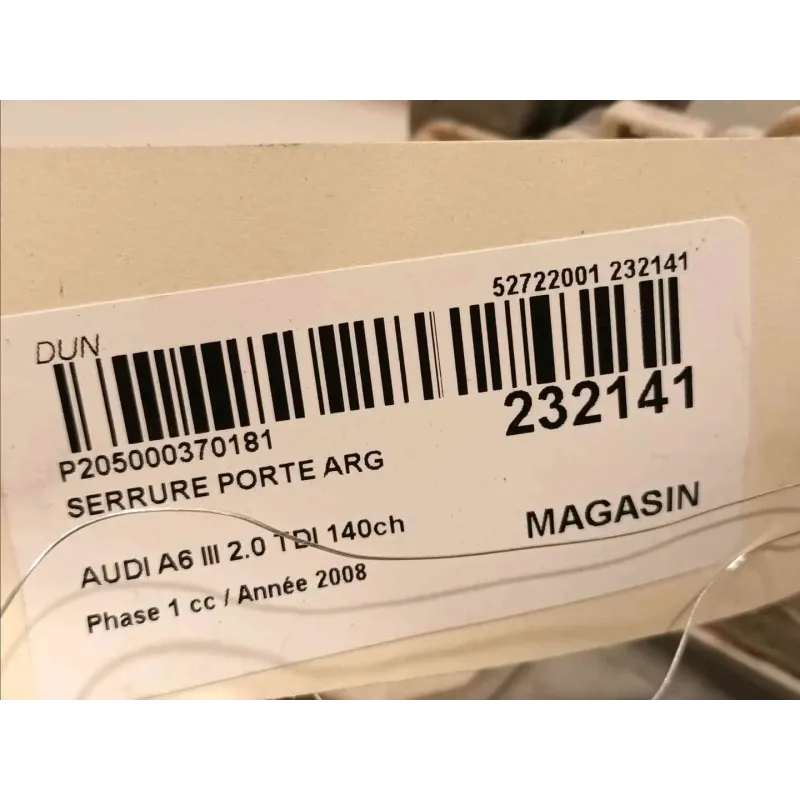 52722001 232141
DUN
P205000370181
232141
SERRURE PORTE ARG
MAGASIN
AUDI A6 III 2.0 TDI 140ch
Phase 1 cc / Année 2008